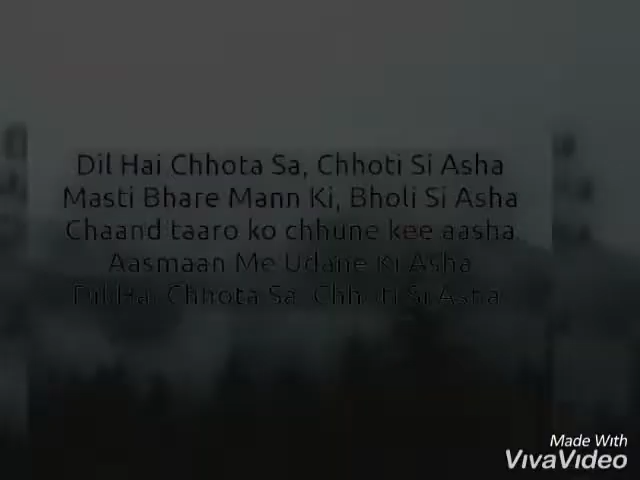 Dil Hai Chhota Sa, Chhoti Si Asha
Masti Bhare Mann Ki, Bholi Si Asha
Chaand taaro ko chhune kee aasha
Aasmaan Me Udane Ki Asha
Dil Hai Chhota Sa, Chhoti Si Asha
Made With
VivaVideo